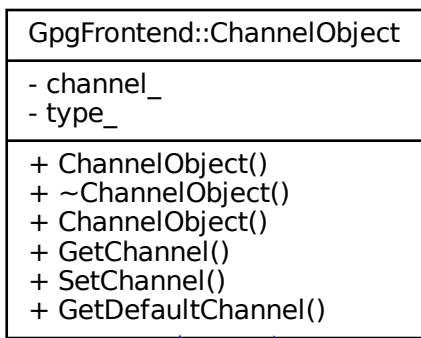 GpgFrontend::ChannelObject
- channel_
- type_
+ ChannelObject()
+ ~ChannelObject()
+ ChannelObject()
+ GetChannel()
+ SetChannel()
+ GetDefaultChannel()